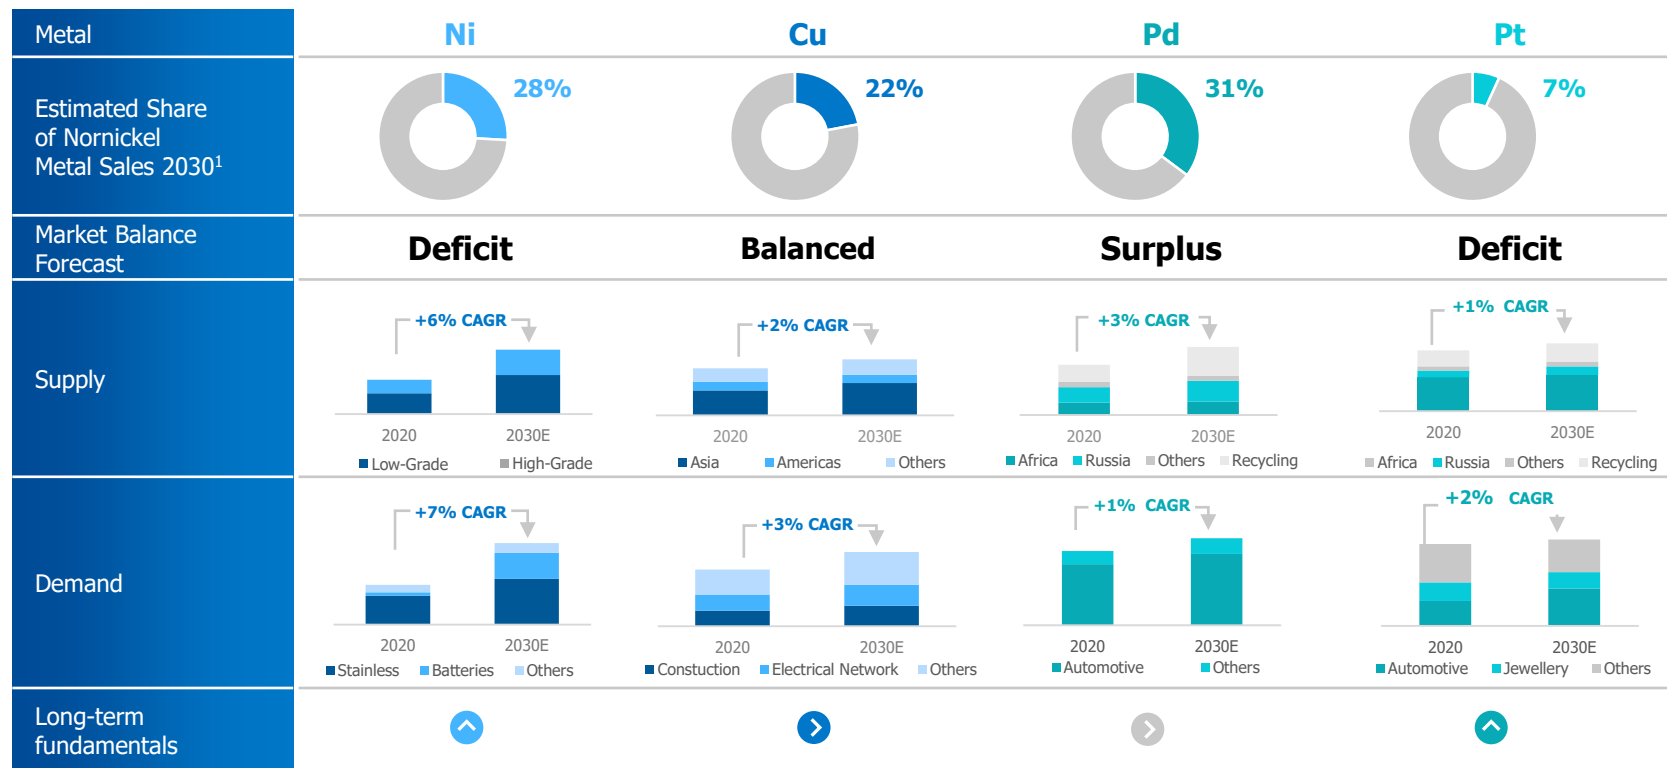 Metal
Ni
Cu
Pd
Pt
Estimated Share
of Nornickel
Metal Sales 2030¹
28%
22%
31%
7%
Market Balance
Forecast
Deficit
Balanced
Surplus
Deficit
Supply
+6% CAGR
2020
2030E
Low-Grade
High-Grade
+2% CAGR
2020
2030E
Asia
Americas
Others
+3% CAGR
2020
2030E
Africa
Russia
Others
Recycling
+1% CAGR
2020
2030E
Africa
Russia
Others
Recycling
Demand
+7% CAGR
2020
2030E
Stainless
Batteries
Others
+3% CAGR
2020
2030E
Constuction
Electrical Network
Others
+1% CAGR
2020
2030E
Automotive
Others
+2% CAGR
2020
2030E
Automotive
Jewellery
Others
Long-term
fundamentals